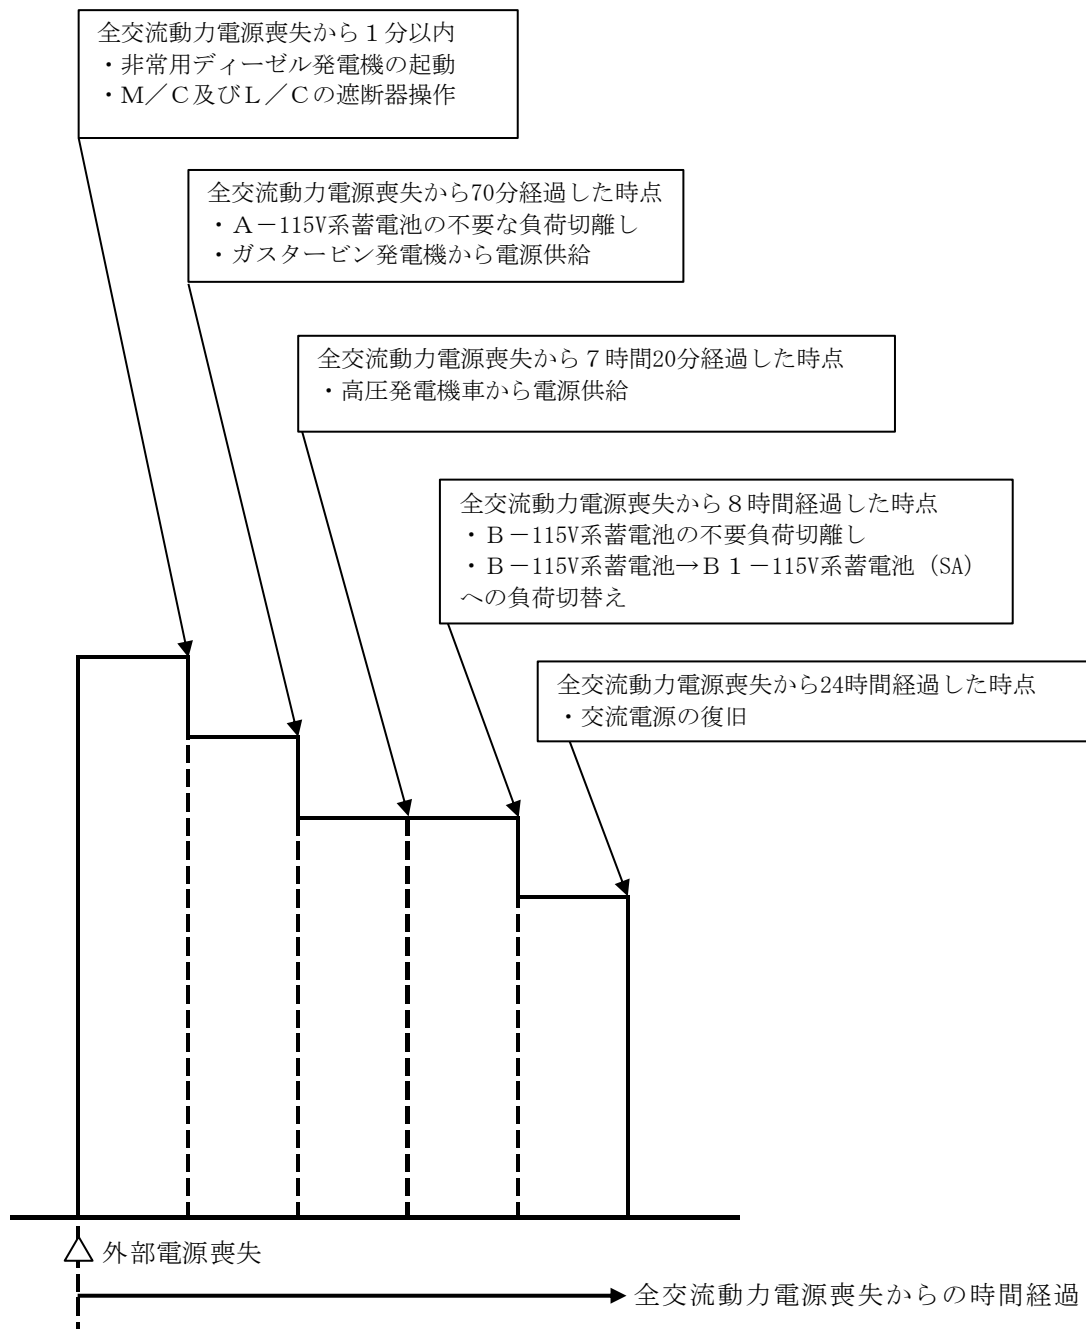 全交流動力電源喪失から１分以内
・非常用ディーゼル発電機の起動
・Ｍ／Ｃ及びＬ／Ｃの遮断器操作
全交流動力電源喪失から70分経過した時点
・Ａ－115V系蓄電池の不要な負荷切離し
・ガスタービン発電機から電源供給
全交流動力電源喪失から７時間20分経過した時点
・高圧発電機車から電源供給
全交流動力電源喪失から８時間経過した時点
・Ｂ－115V系蓄電池の不要負荷切離し
・Ｂ－115V系蓄電池→Ｂ１－115V系蓄電池（SA）
への負荷切替え
全交流動力電源喪失から24時間経過した時点
・交流電源の復旧
外部電源喪失
全交流動力電源喪失からの時間経過